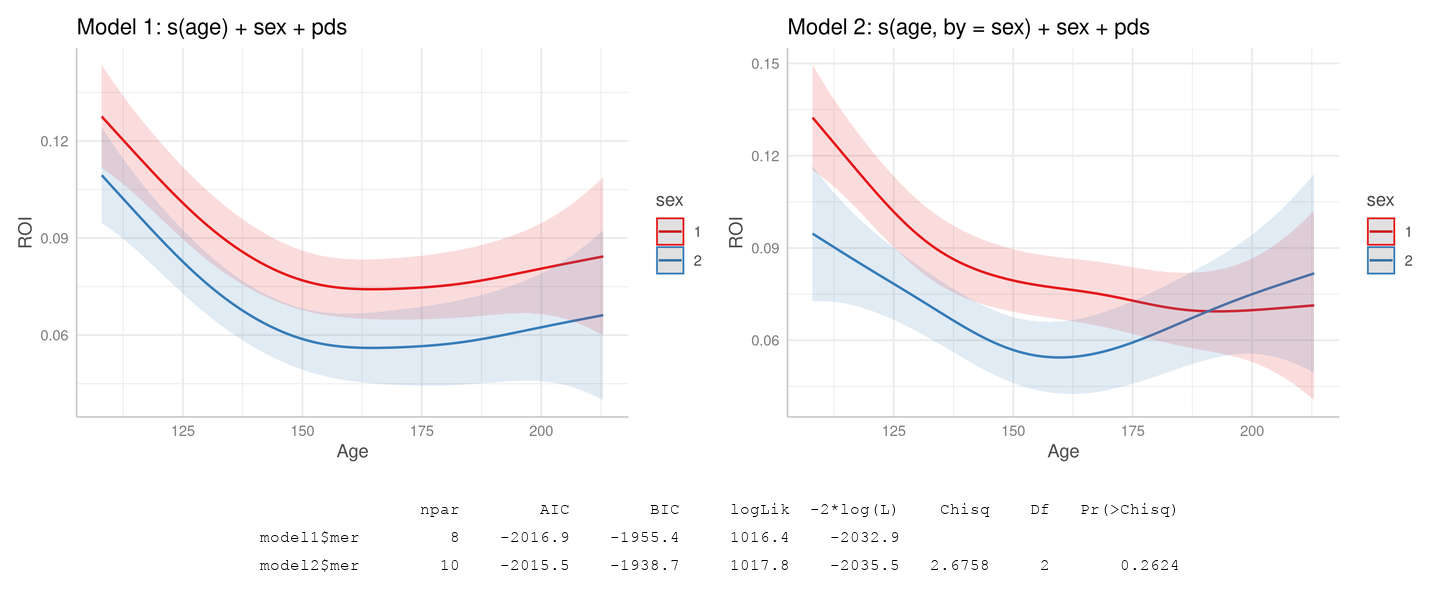 Model 1: s(age) + sex + pds
0.12
0.09
0.06
ROI
125 150 175 200
Age
sex
1
2
Model 2: s(age, by = sex) + sex + pds
0.15
0.12
0.09
0.06
ROI
125 150 175 200
Age
sex
1
2
npar AIC BIC logLik -2*log(L) Chisq Df Pr(>Chisq)
model1$mer 8 -2016.9 -1955.4 1016.4 -2032.9
model2$mer 10 -2015.5 -1938.7 1017.8 -2035.5 2.6758 2 0.2624